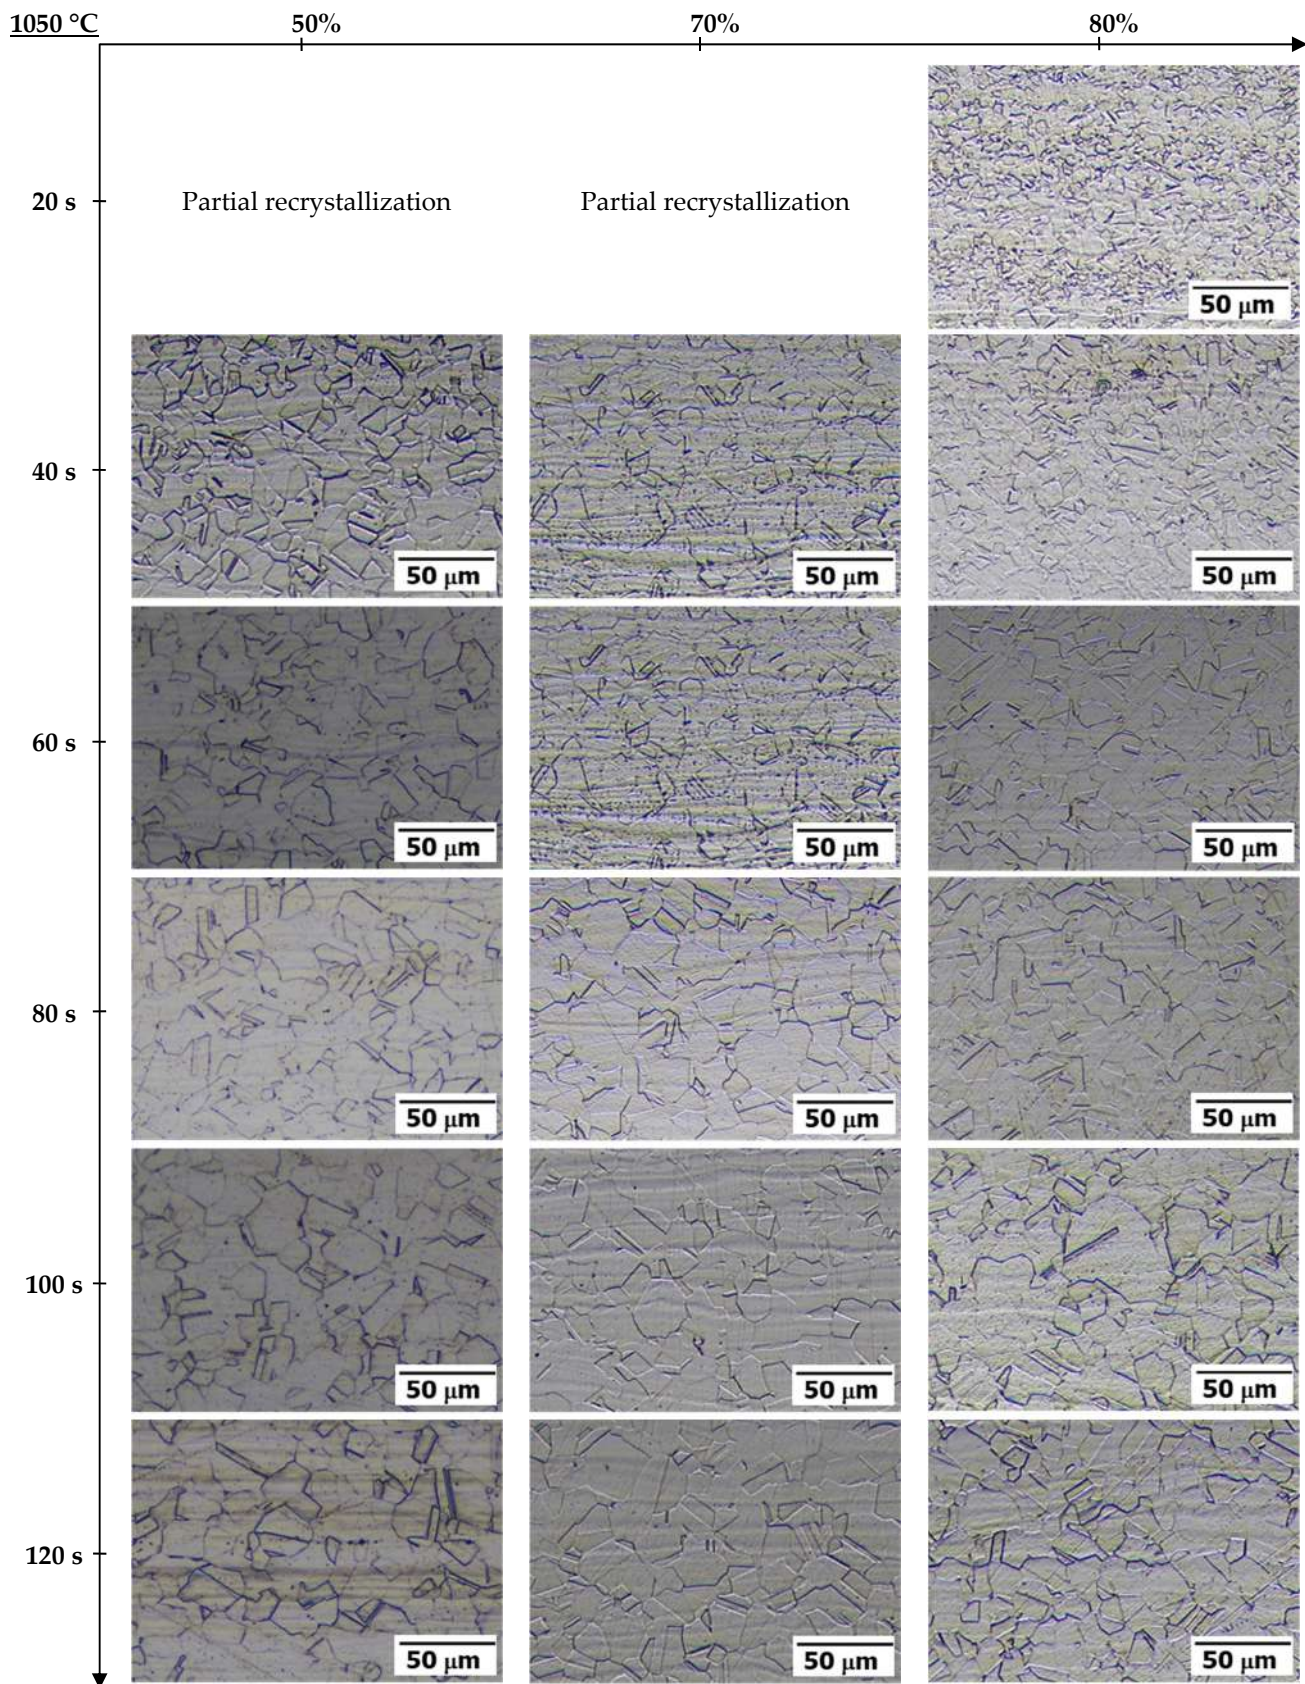 1050 °C 50% 70% 80%
20 s Partial recrystallization Partial recrystallization 50 µm
40 s 50 µm 50 µm 50 µm
60 s 50 µm 50 µm 50 µm
80 s 50 µm 50 µm 50 µm
100 s 50 µm 50 µm 50 µm
120 s 50 µm 50 µm 50 µm